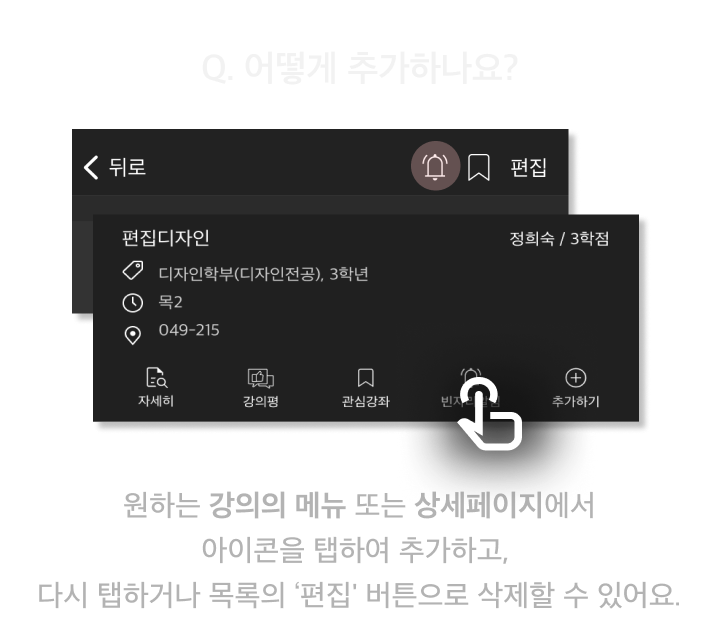 Q. 어떻게 추가하나요?
뒤로
편집
편집디자인
정희숙 / 3학점
디자인학부(디자인전공), 3학년
목2
049-215
자세히
강의평
관심강좌
추가하기
원하는 강의의 메뉴 또는 상세페이지에서
아이콘을 탭하여 추가하고,
다시 탭하거나 목록의 ‘편집' 버튼으로 삭제할 수 있어요.